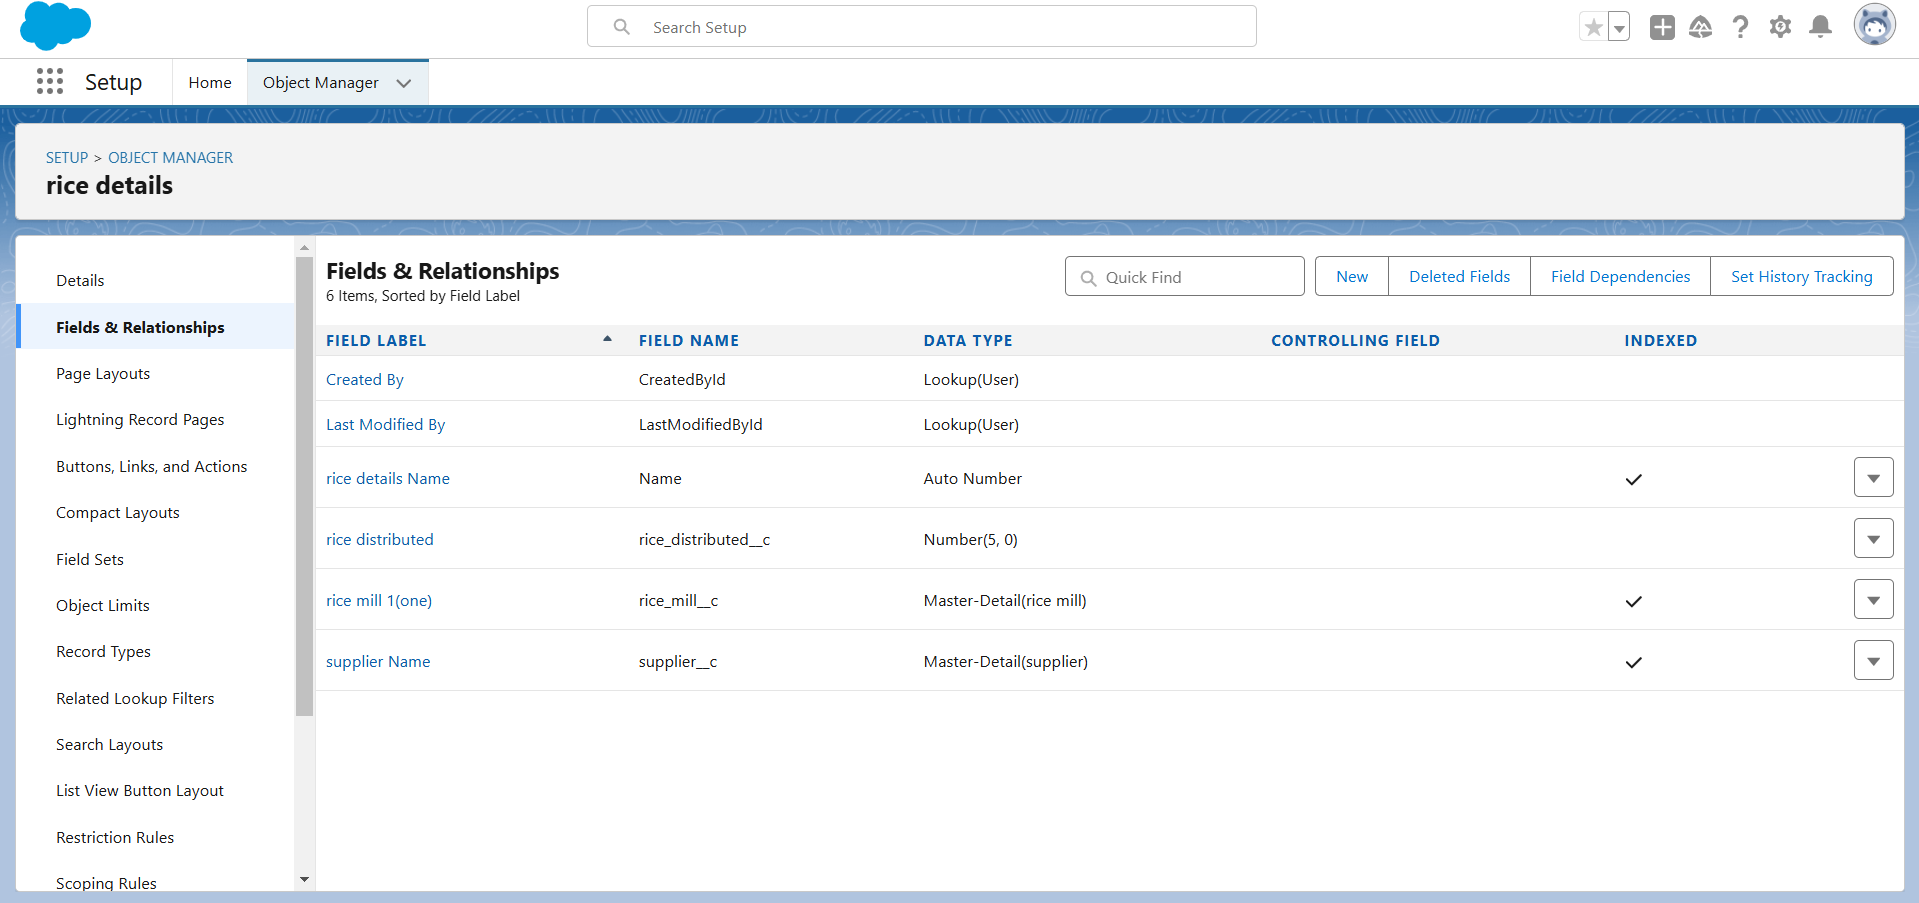 Search Setup
Setup
Home
Object Manager
SETUP > OBJECT MANAGER
rice details
Details
Fields & Relationships
Page Layouts
Lightning Record Pages
Buttons, Links, and Actions
Compact Layouts
Field Sets
Object Limits
Record Types
Related Lookup Filters
Search Layouts
List View Button Layout
Restriction Rules
Scoping Rules
Fields & Relationships
6 Items, Sorted by Field Label
Quick Find
New
Deleted Fields
Field Dependencies
Set History Tracking
FIELD LABEL FIELD NAME DATA TYPE CONTROLLING FIELD INDEXED
Created By CreatedById Lookup(User)
Last Modified By LastModifiedById Lookup(User)
rice details Name Name Auto Number
rice distributed rice_distributed__c Number(5, 0)
rice mill 1(one) rice_mill__c Master-Detail(rice mill)
supplier Name supplier__c Master-Detail(supplier)